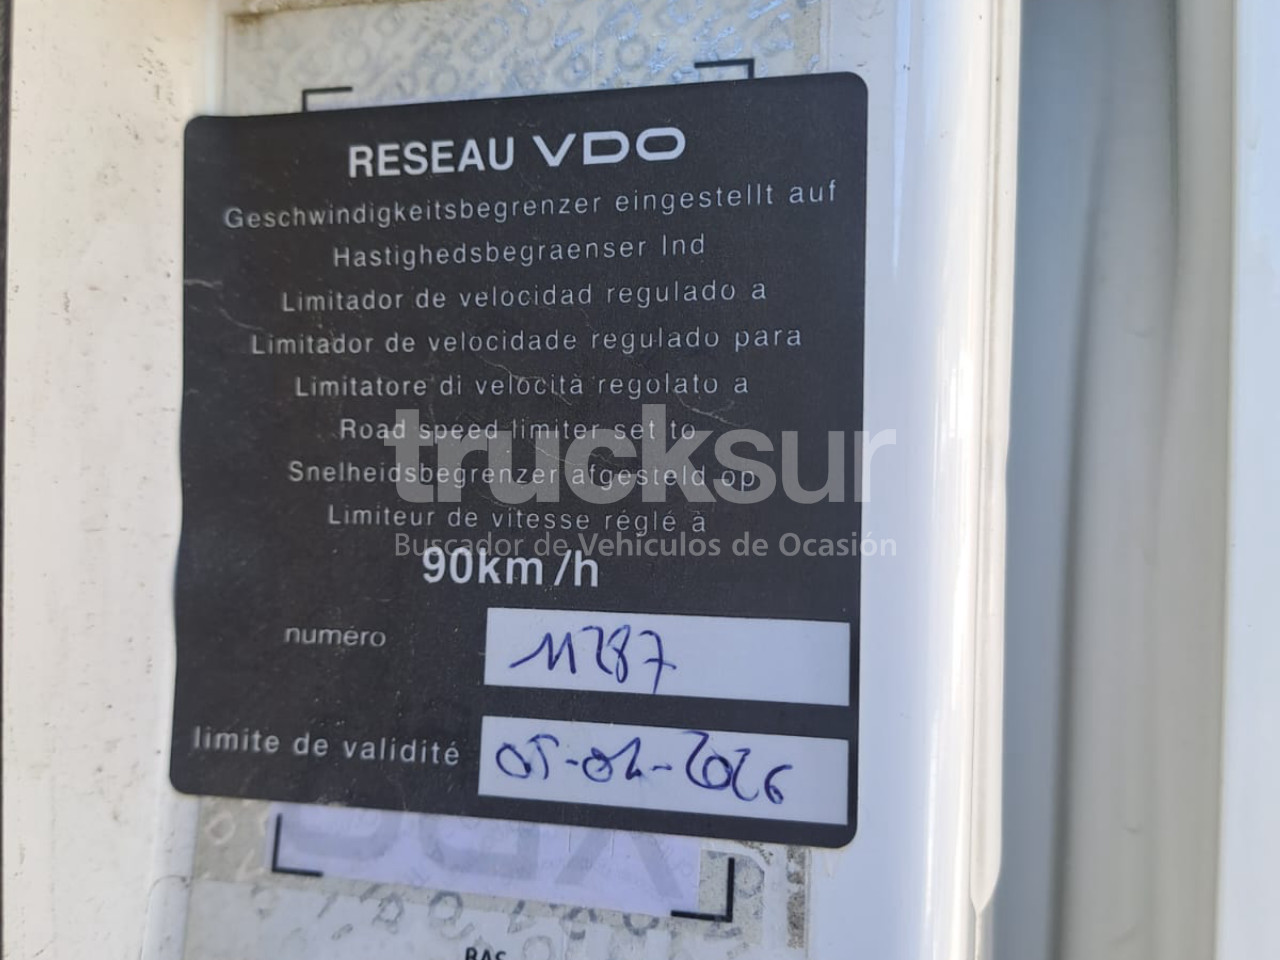 RESEAU VDO
Geschwindigkeitsbegrenzer eingestellt auf
Hastighedsbegraenser Ind
Limitador de velocidad regulado a
Limitador de velocidade regulado para
Limitatore di velocità regolato a
Road speed limiter set to
trucksur
Snelheidsbegrenzer afgesteld op
Limiteur de vitesse réglé à
Buscador de Vehículos de Ocasión
90km/h
numéro 11287
limite de validité 05-02-2026